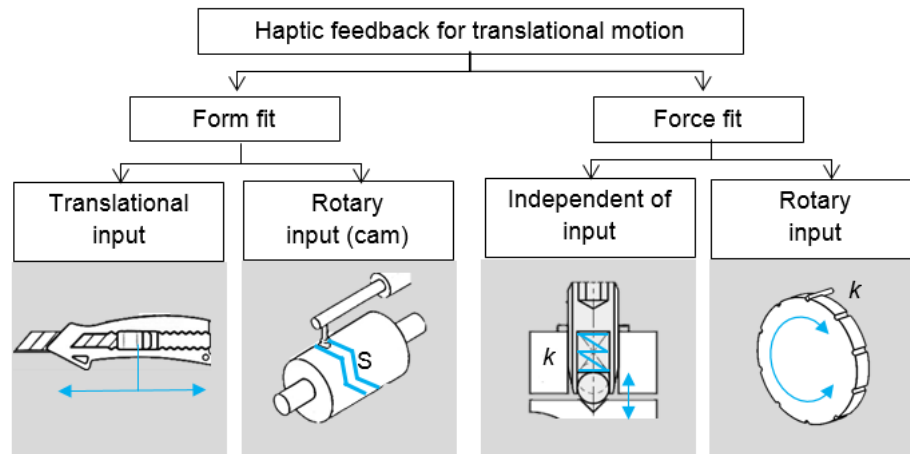 Haptic feedback for translational motion
Form fit
Force fit
Translational
input
Rotary
input (cam)
Independent of
input
Rotary
input
S
k
k